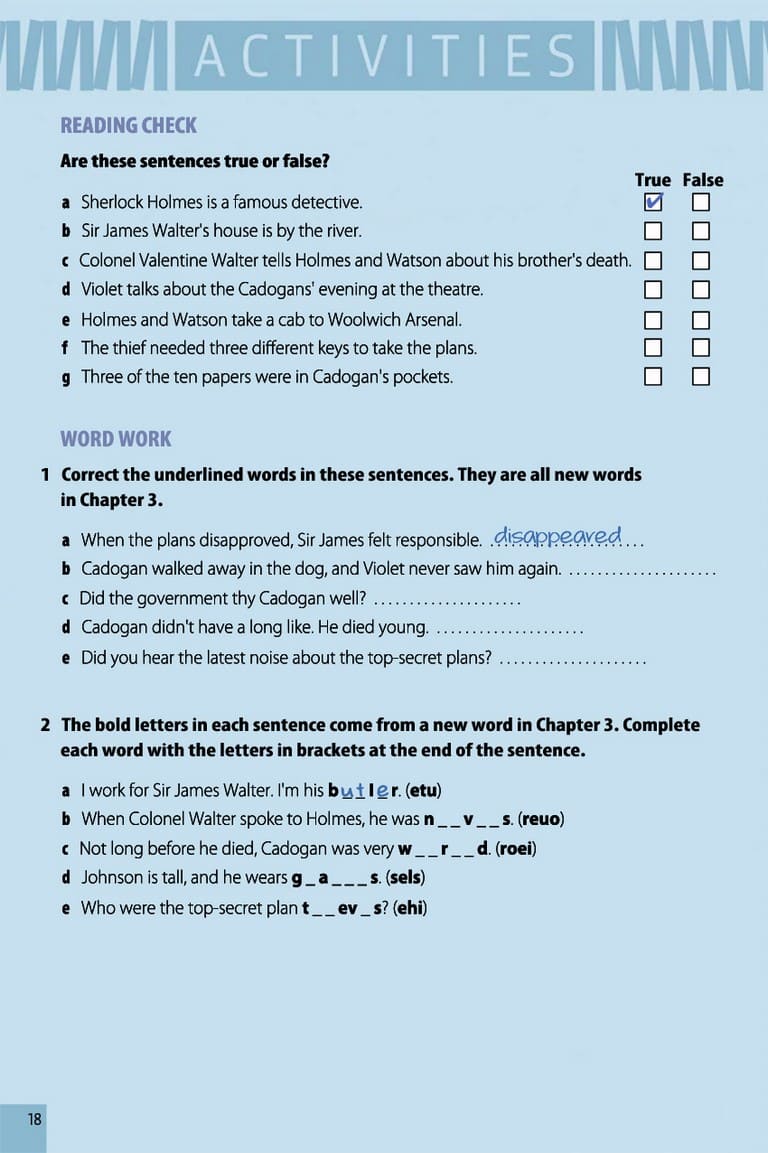 ACTIVITIES
READING CHECK
Are these sentences true or false?
True False
a Sherlock Holmes is a famous detective.
b Sir James Walter's house is by the river.
c Colonel Valentine Walter tells Holmes and Watson about his brother's death.
d Violet talks about the Cadogans' evening at the theatre.
e Holmes and Watson take a cab to Woolwich Arsenal.
f The thief needed three different keys to take the plans.
g Three of the ten papers were in Cadogan's pockets.
WORD WORK
1 Correct the underlined words in these sentences. They are all new words
in Chapter 3.
a When the plans disapproved, Sir James felt responsible. disappeared
b Cadogan walked away in the dog, and Violet never saw him again. .....................
c Did the government thy Cadogan well? .....................
d Cadogan didn't have a long like. He died young. .....................
e Did you hear the latest noise about the top-secret plans? .....................
2 The bold letters in each sentence come from a new word in Chapter 3. Complete
each word with the letters in brackets at the end of the sentence.
a I work for Sir James Walter. I'm his butler. (etu)
b When Colonel Walter spoke to Holmes, he was n _ _ v _ _ s. (reuo)
c Not long before he died, Cadogan was very w _ _ r _ _ d. (roei)
d Johnson is tall, and he wears g _ a _ _ _ s. (sels)
e Who were the top-secret plan t _ _ ev _ s? (ehi)
18